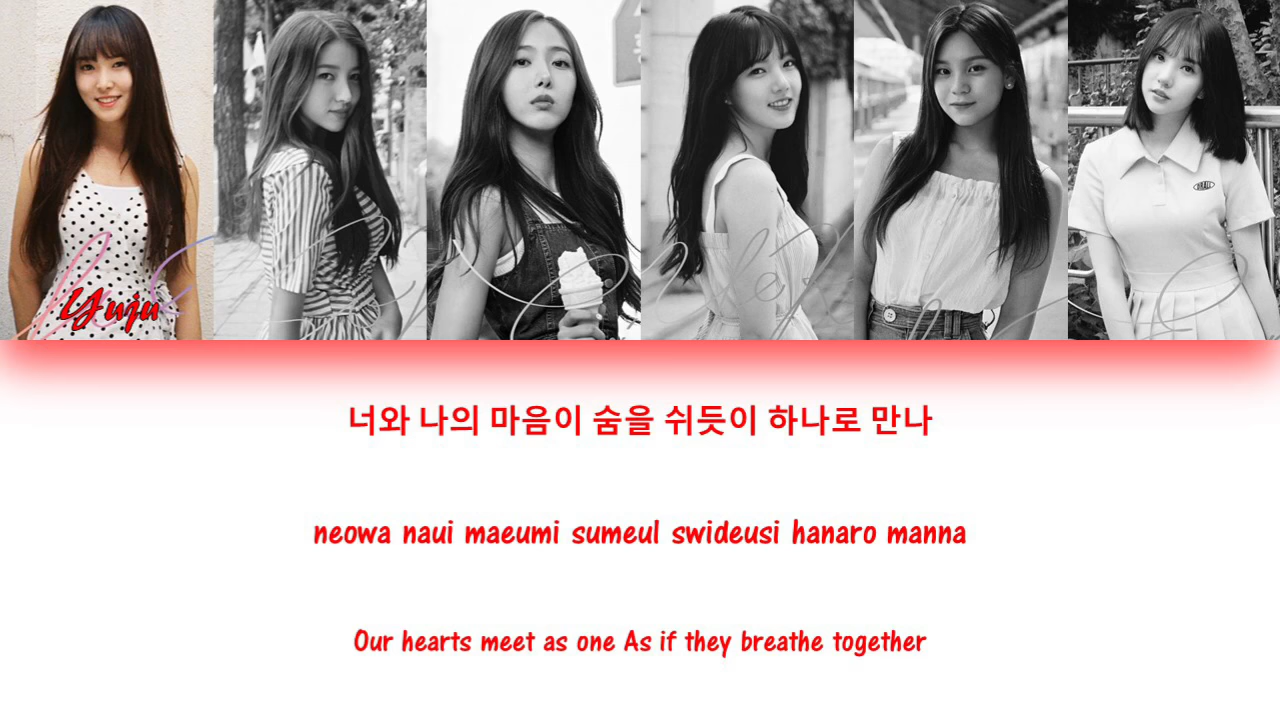 Yuju
너와 나의 마음이 숨을 쉬듯이 하나로 만나
neowa naui maeumi sumeul swideusi hanaro manna
Our hearts meet as one As if they breathe together